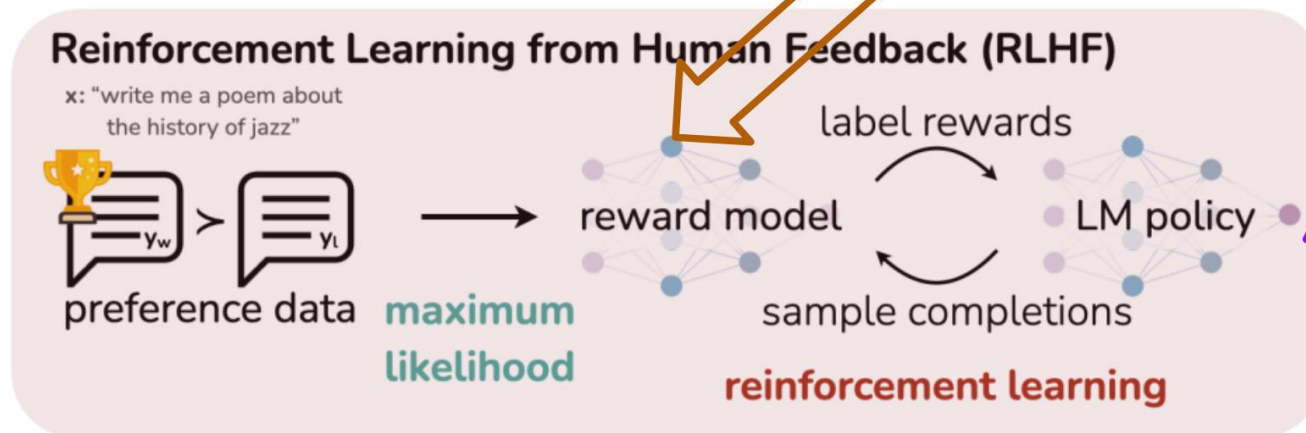 Reinforcement Learning from Human Feedback (RLHF)
x: “write me a poem about
the history of jazz”
label rewards
yw
≻
yl
reward model
LM policy
preference data
maximum
likelihood
sample completions
reinforcement learning